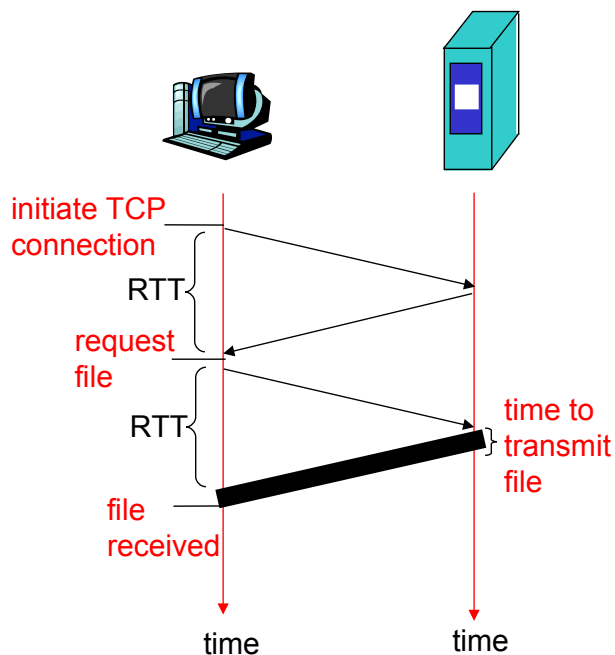 initiate TCP
connection
RTT
request
file
RTT
time to
transmit
file
file
received
time
time